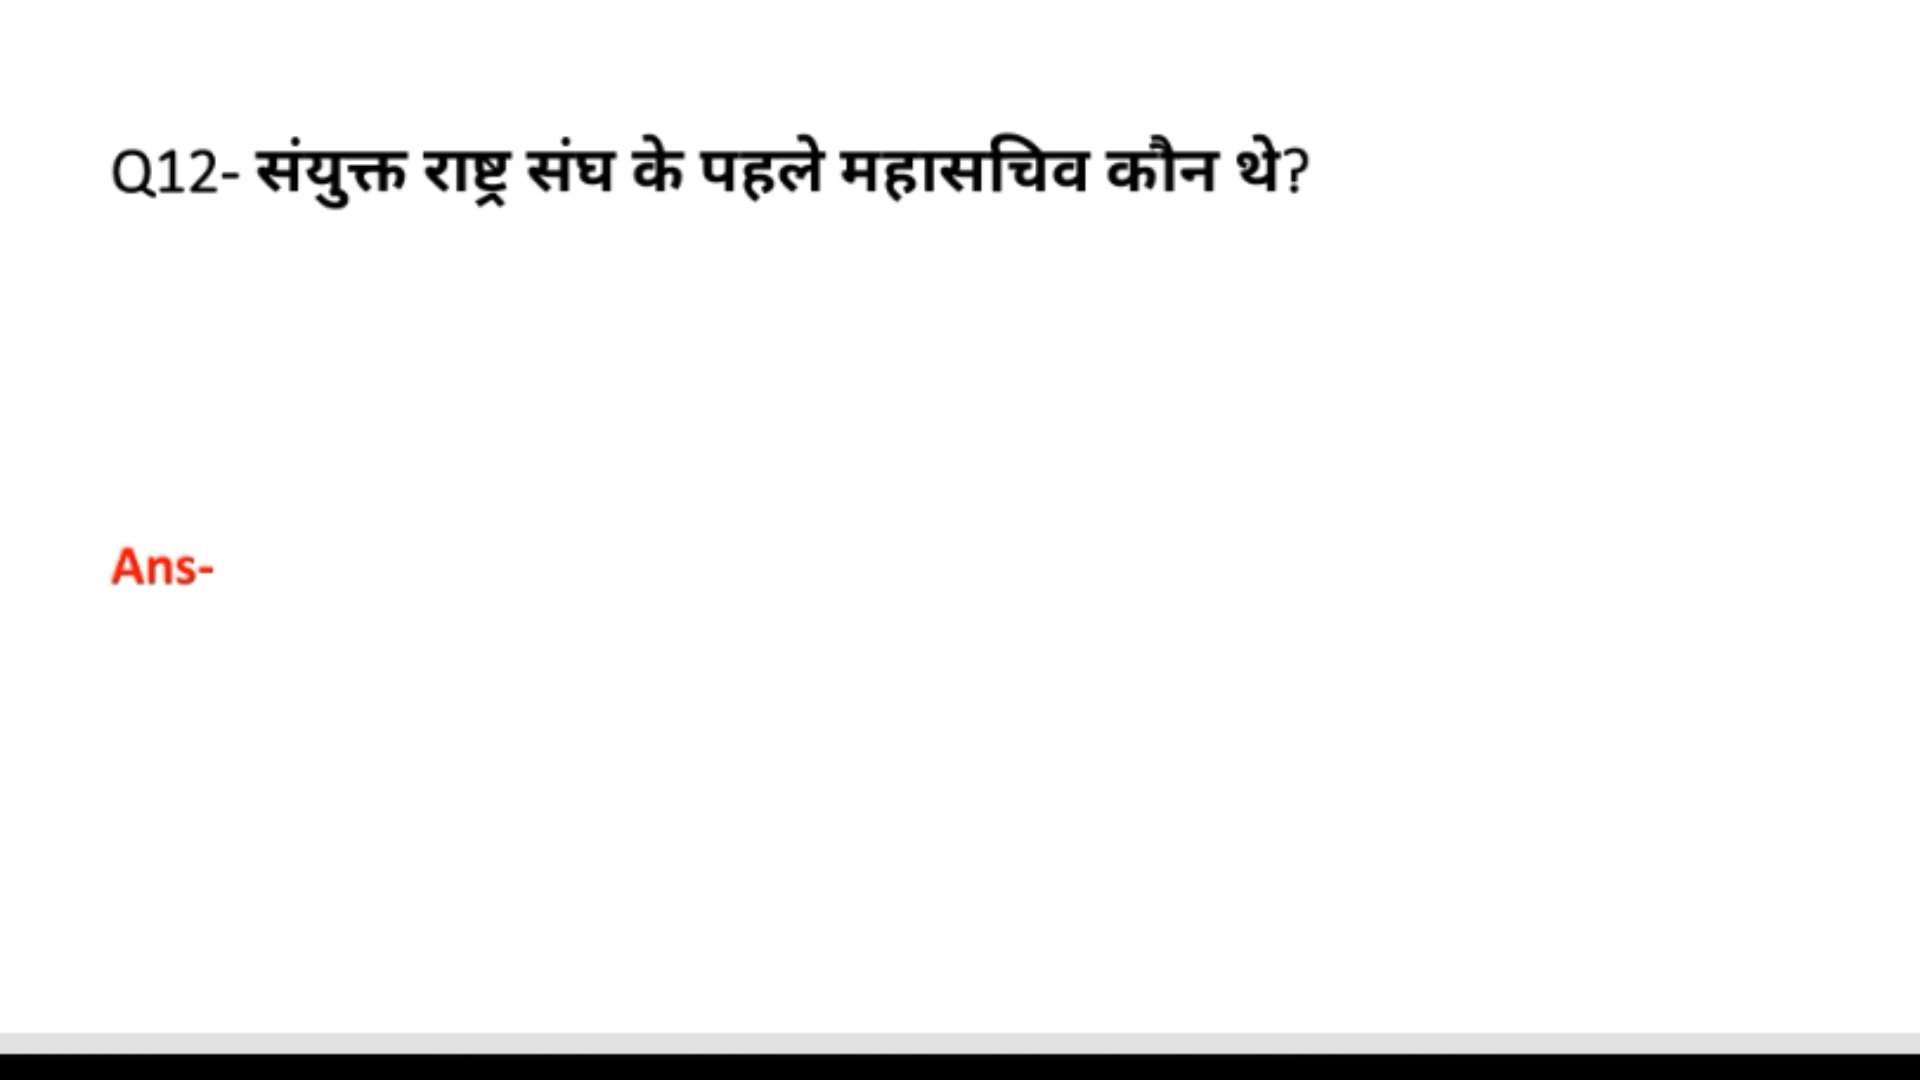 Q12- संयुक्त राष्ट्र संघ के पहले महासचिव कौन थे?
Ans-